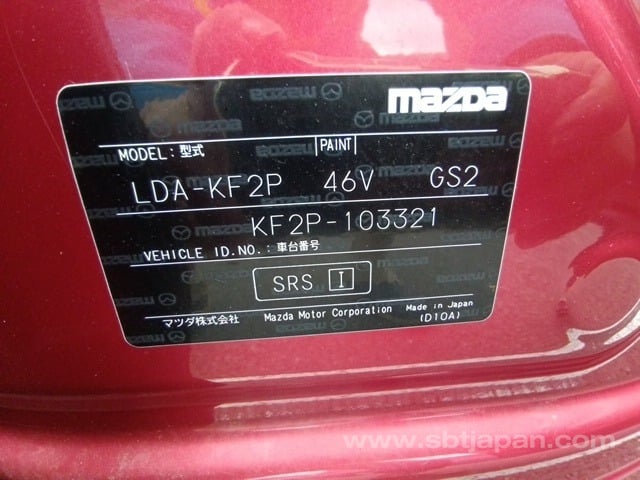 mazda
MODEL: 型式 PAINT
LDA-KF2P 46V GS2
KF2P-103321
VEHICLE ID.NO.: 車台番号
SRS I
マツダ株式会社 Mazda Motor Corporation Made in Japan
(D10A)
www.sbtjapan.com